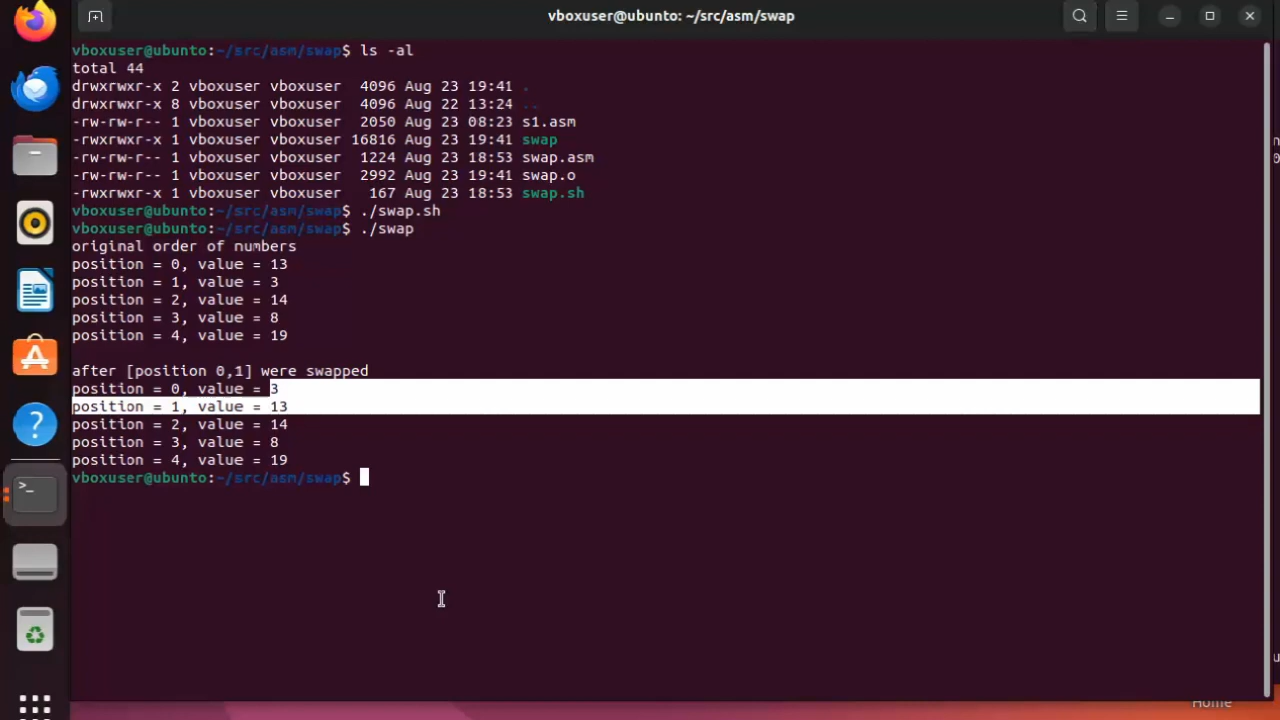 vboxuser@ubunto: ~/src/asm/swap
vboxuser@ubunto:~/src/asm/swap$ ls -al
total 44
drwxrwxr-x 2 vboxuser vboxuser  4096 Aug 23 19:41 .
drwxrwxr-x 8 vboxuser vboxuser  4096 Aug 22 13:24 ..
-rw-rw-r-- 1 vboxuser vboxuser  2050 Aug 23 08:23 s1.asm
-rwxrwxr-x 1 vboxuser vboxuser 16816 Aug 23 19:41 swap
-rw-rw-r-- 1 vboxuser vboxuser  1224 Aug 23 18:53 swap.asm
-rw-rw-r-- 1 vboxuser vboxuser  2992 Aug 23 19:41 swap.o
-rwxrwxr-x 1 vboxuser vboxuser   167 Aug 23 18:53 swap.sh
vboxuser@ubunto:~/src/asm/swap$ ./swap.sh
vboxuser@ubunto:~/src/asm/swap$ ./swap
original order of numbers
position = 0, value = 13
position = 1, value = 3
position = 2, value = 14
position = 3, value = 8
position = 4, value = 19

after [position 0,1] were swapped
position = 0, value = 3
position = 1, value = 13
position = 2, value = 14
position = 3, value = 8
position = 4, value = 19
vboxuser@ubunto:~/src/asm/swap$
Home